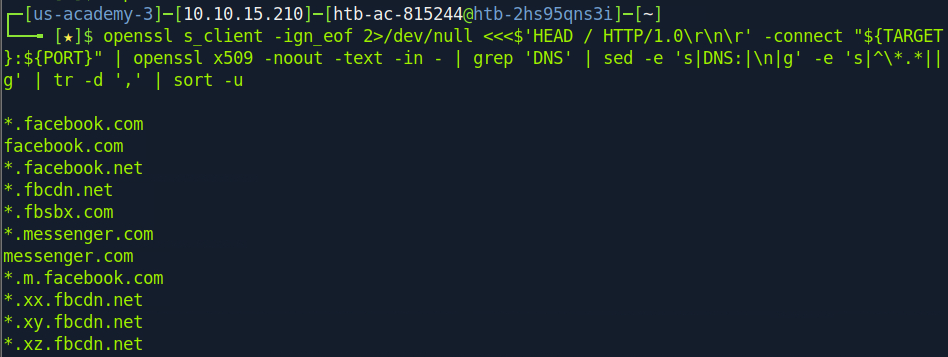 ┌─[us-academy-3]─[10.10.15.210]─[htb-ac-815244@htb-2hs95qns3i]─[~]
└──╼ [★]$ openssl s_client -ign_eof 2>/dev/null <<<$'HEAD / HTTP/1.0\r\n\r' -connect "${TARGET
}:${PORT}" | openssl x509 -noout -text -in - | grep 'DNS' | sed -e 's|DNS:|\n|g' -e 's|^\*.*||
g' | tr -d ',' | sort -u
*.facebook.com
facebook.com
*.facebook.net
*.fbcdn.net
*.fbsbx.com
*.messenger.com
messenger.com
*.m.facebook.com
*.xx.fbcdn.net
*.xy.fbcdn.net
*.xz.fbcdn.net